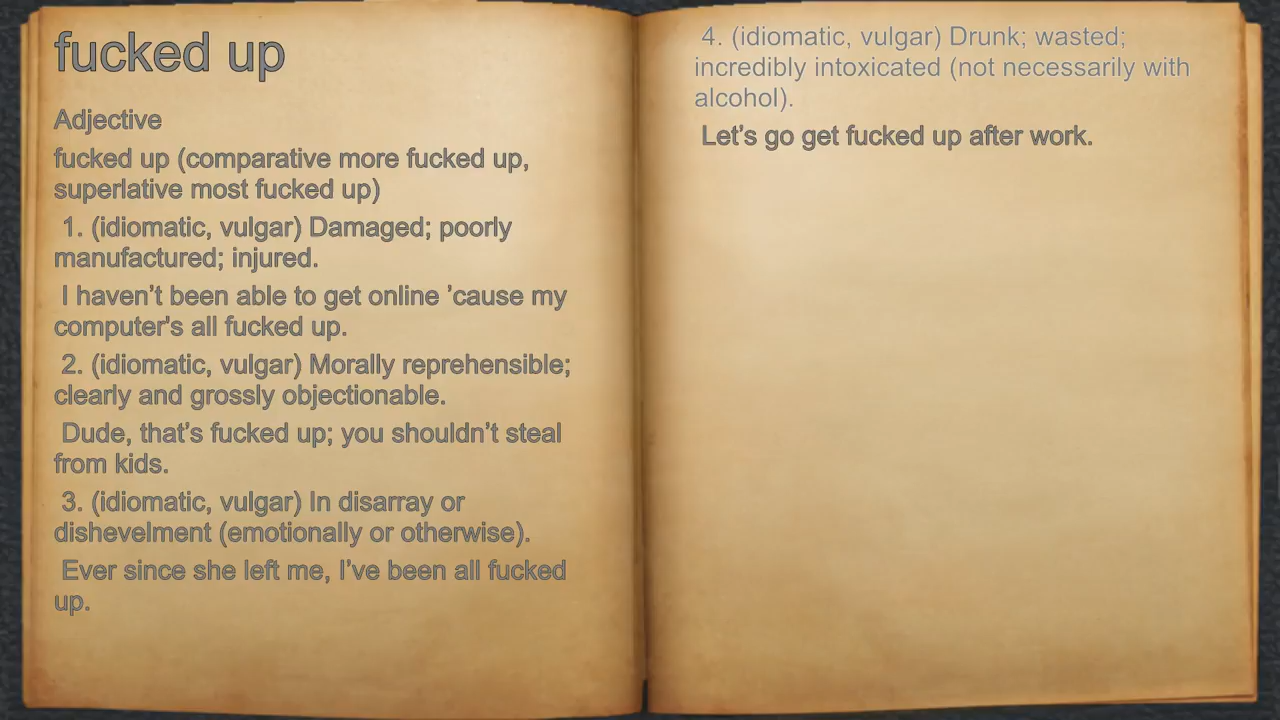 fucked up
Adjective
fucked up (comparative more fucked up,
superlative most fucked up)
1. (idiomatic, vulgar) Damaged; poorly
manufactured; injured.
I haven’t been able to get online ’cause my
computer's all fucked up.
2. (idiomatic, vulgar) Morally reprehensible;
clearly and grossly objectionable.
Dude, that’s fucked up; you shouldn’t steal
from kids.
3. (idiomatic, vulgar) In disarray or
dishevelment (emotionally or otherwise).
Ever since she left me, I’ve been all fucked
up.
4. (idiomatic, vulgar) Drunk; wasted;
incredibly intoxicated (not necessarily with
alcohol).
Let’s go get fucked up after work.